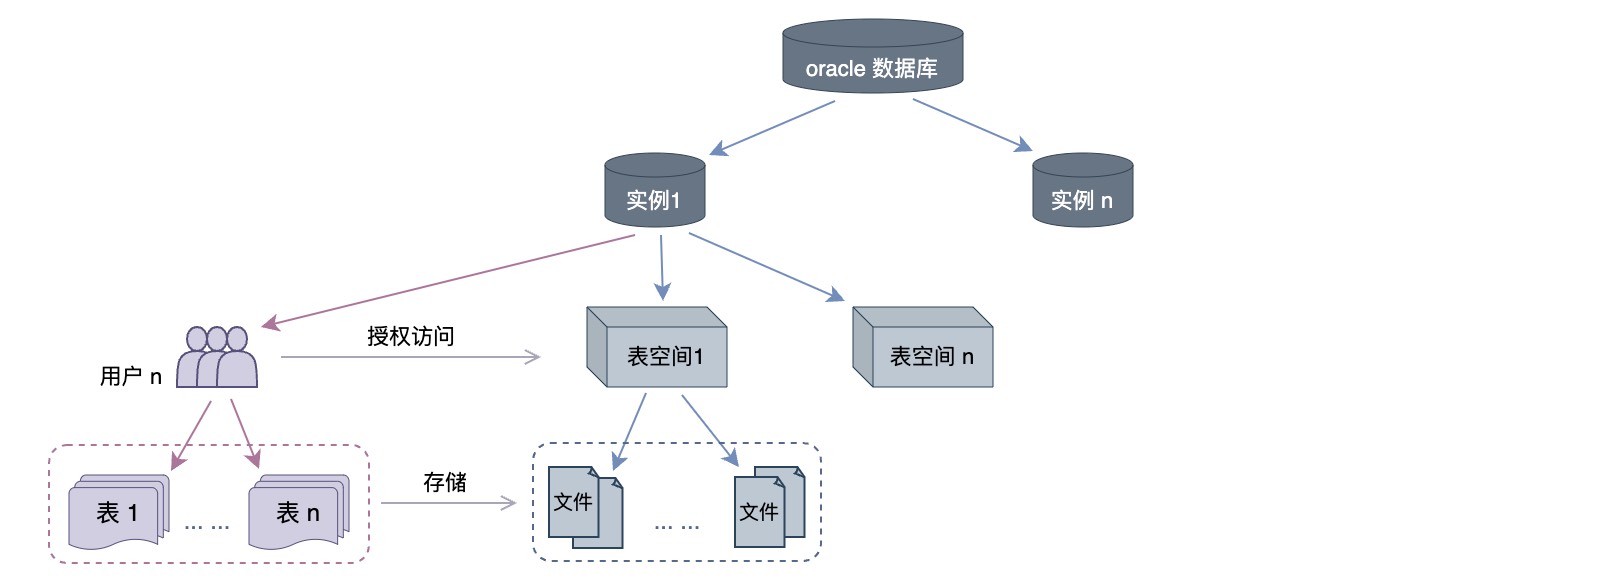 oracle 数据库
实例1
实例 n
授权访问
用户 n
表空间1
表空间 n
存储
表 1
... ...
表 n
文件
... ...
文件